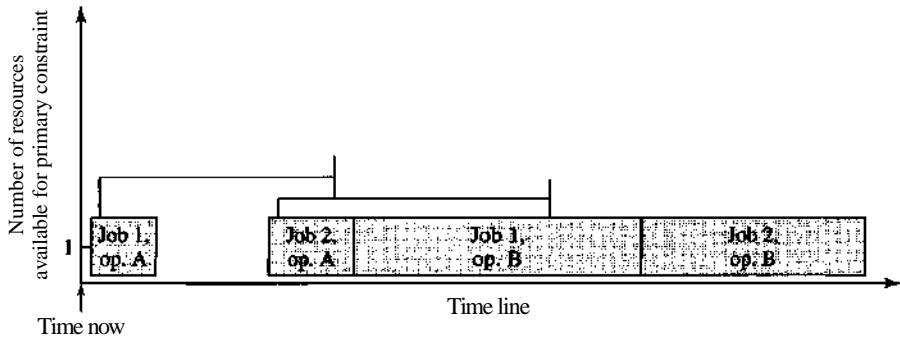 Number of resources
available for primary constraint
1
Job 1,
op. A
Job 2,
op. A
Job 1,
op. B
Job 2,
op. B
Time line
Time now